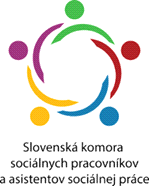 Slovenská komora
sociálnych pracovníkov
a asistentov sociálnej práce